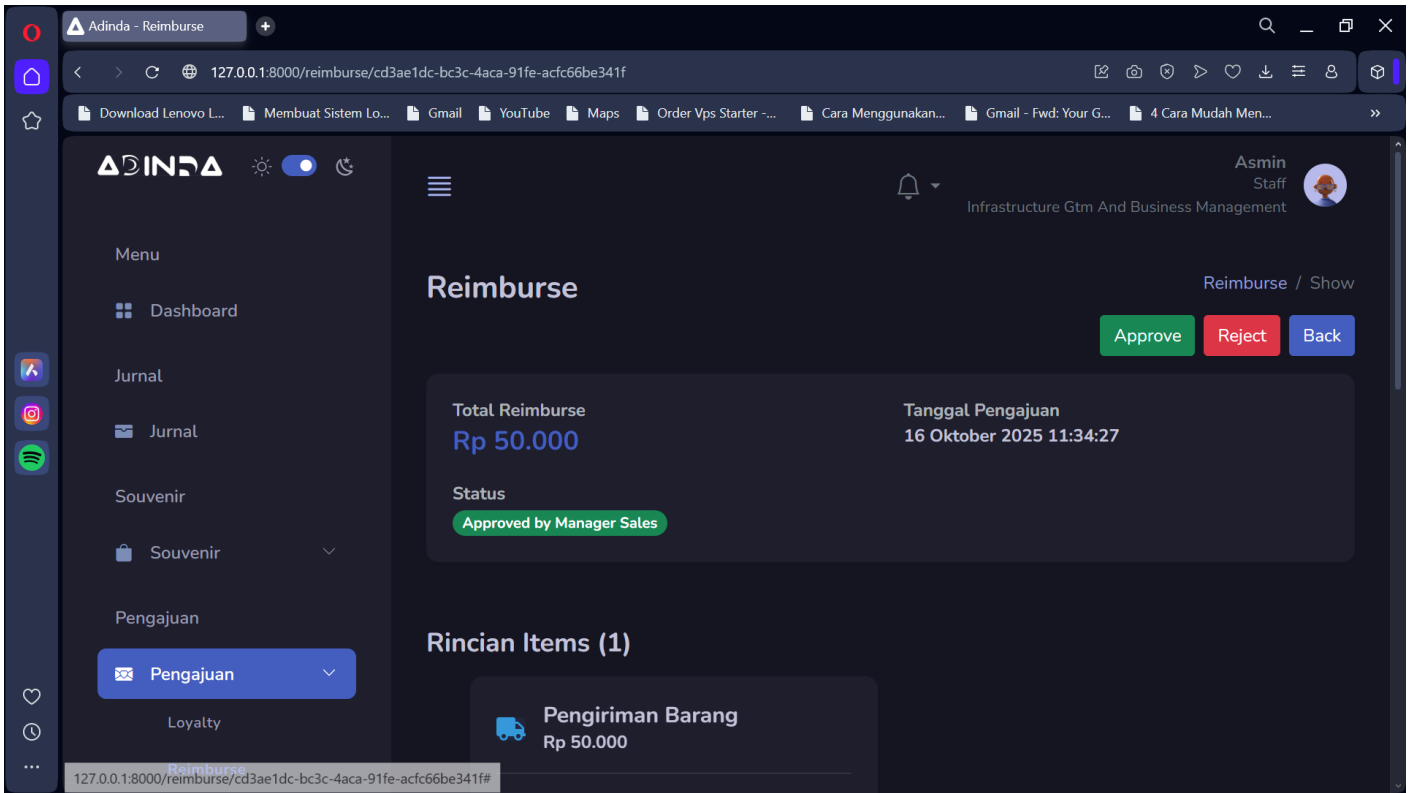 Adinda - Reimburse
127.0.0.1:8000/reimburse/cd3ae1dc-bc3c-4aca-91fe-acfc66be341f
Download Lenovo L... Membuat Sistem Lo... Gmail YouTube Maps Order Vps Starter -... Cara Menggunakan... Gmail - Fwd: Your G... 4 Cara Mudah Men...
ADINDA
Asmin
Staff
Infrastructure Gtm And Business Management
Menu
Dashboard
Jurnal
Jurnal
Souvenir
Souvenir
Pengajuan
Pengajuan
Loyalty
Reimburse
Reimburse
Reimburse / Show
Approve Reject Back
Total Reimburse
Rp 50.000
Tanggal Pengajuan
16 Oktober 2025 11:34:27
Status
Approved by Manager Sales
Rincian Items (1)
Pengiriman Barang
Rp 50.000
127.0.0.1:8000/reimburse/cd3ae1dc-bc3c-4aca-91fe-acfc66be341f#